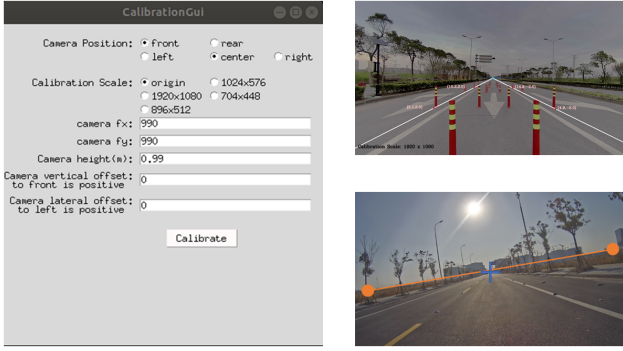 CalibrationGui
Camera Position: front rear
left center right
Calibration Scale: origin 1024x576
1920x1080 704x448
896x512
camera fx: 990
camera fy: 990
Camera height(m): 0.99
Camera vertical offset: 0
to front is positive
Camera lateral offset: 0
to left is positive
Calibrate
Calibration Scale: